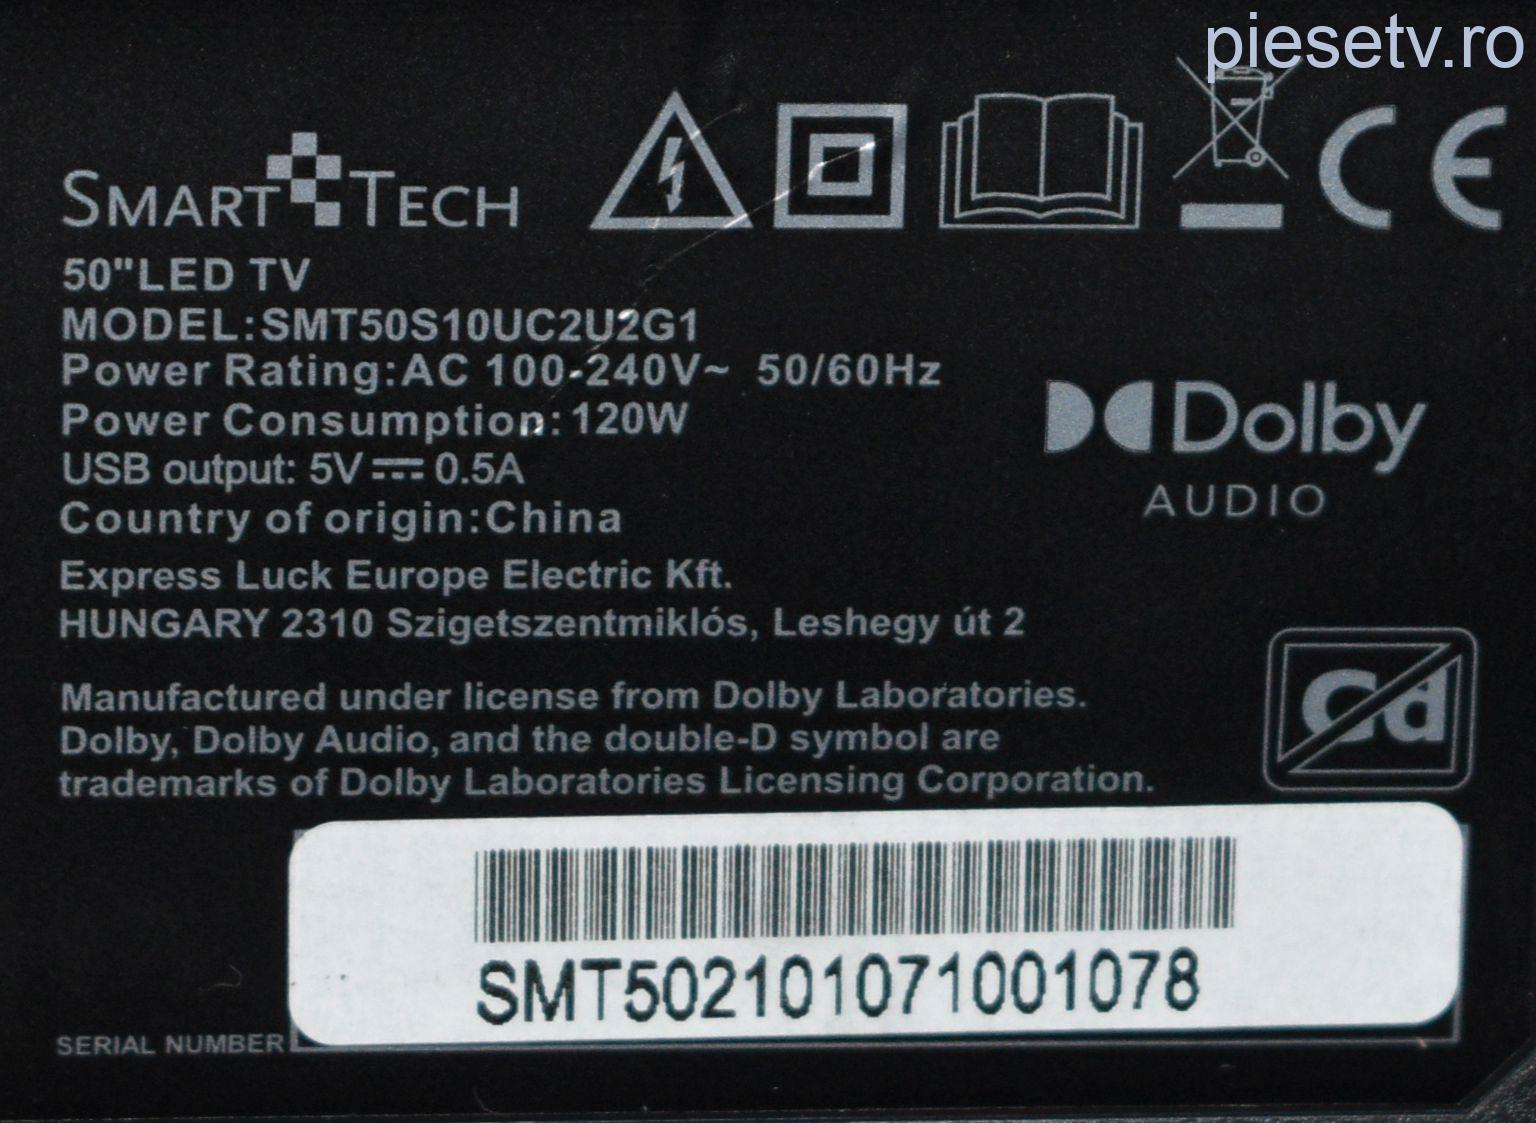 piesetv.ro
SMART TECH
CE
50"LED TV
MODEL:SMT50S10UC2U2G1
Power Rating:AC 100-240V~ 50/60Hz
Power Consumption:120W
USB output: 5V⎓0.5A
Country of origin:China
Dolby
AUDIO
Express Luck Europe Electric Kft.
HUNGARY 2310 Szigetszentmiklós, Leshegy út 2
Cd
Manufactured under license from Dolby Laboratories.
Dolby, Dolby Audio, and the double-D symbol are
trademarks of Dolby Laboratories Licensing Corporation.
SMT502101071001078
SERIAL NUMBER